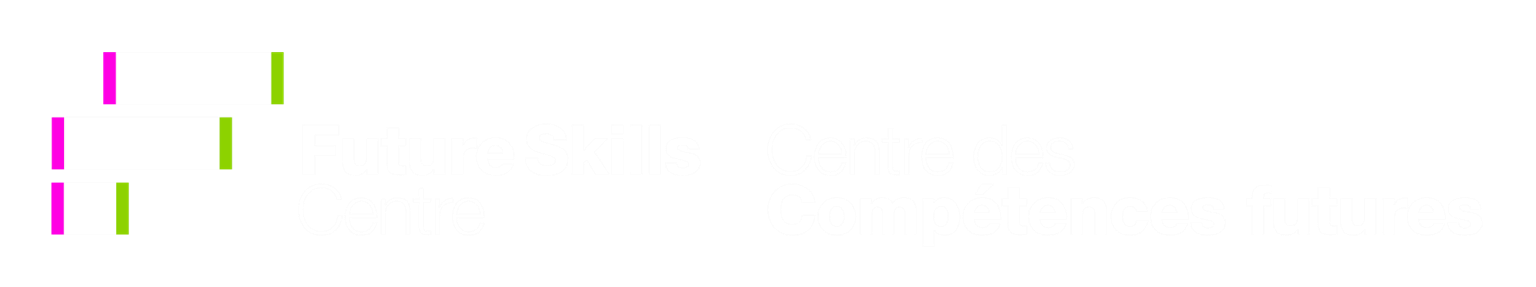 Future Skills
Centre
Centre des
Compétences futures